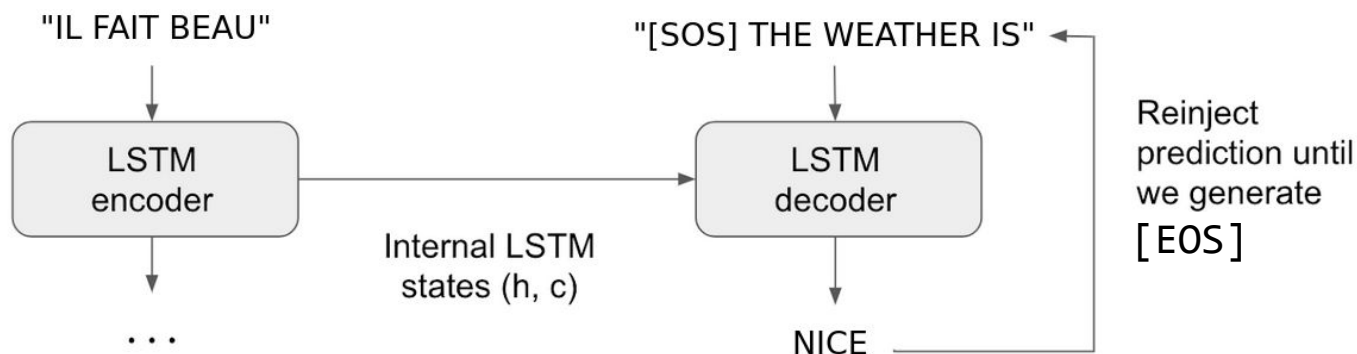 "IL FAIT BEAU"
"[SOS] THE WEATHER IS"
LSTM
encoder
Internal LSTM
states (h, c)
LSTM
decoder
Reinject
prediction until
we generate
[EOS]
...
NICE